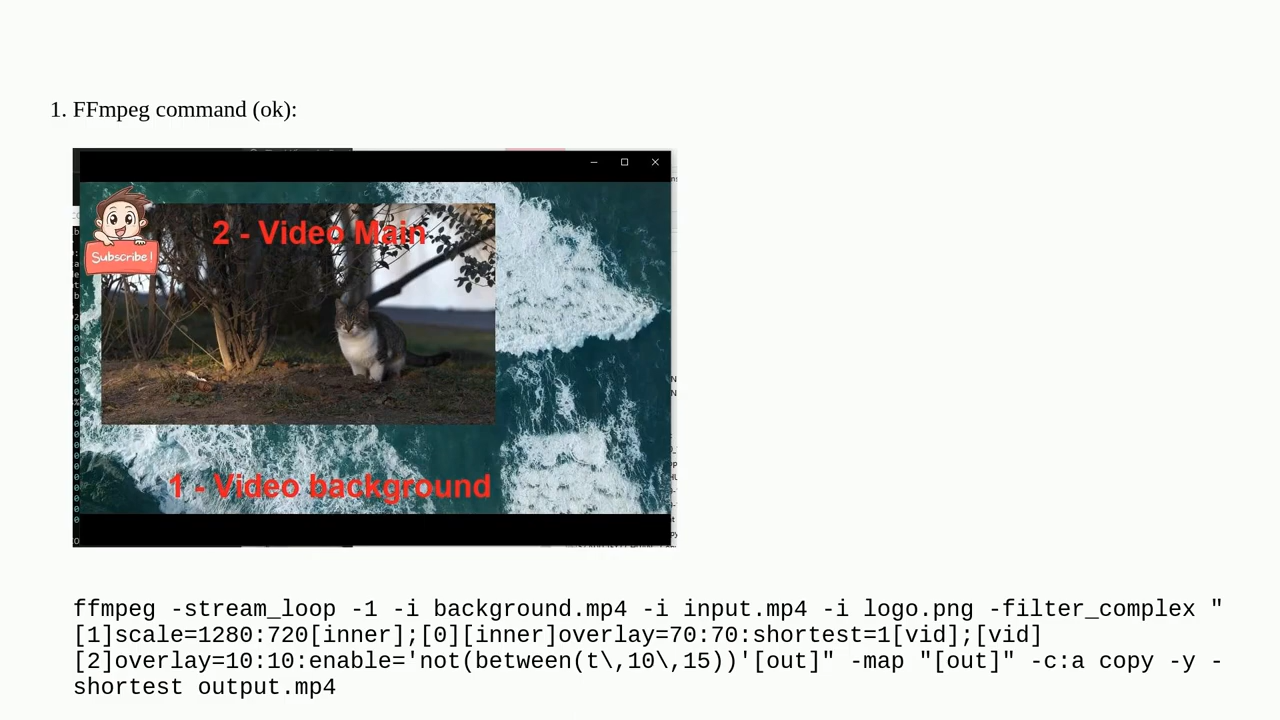 1. FFmpeg command (ok):
Subscribe !
2 - Video Main
1 - Video background
ffmpeg -stream_loop -1 -i background.mp4 -i input.mp4 -i logo.png -filter_complex "
[1]scale=1280:720[inner];[0][inner]overlay=70:70:shortest=1[vid];[vid]
[2]overlay=10:10:enable='not(between(t\,10\,15))'[out]" -map "[out]" -c:a copy -y -
shortest output.mp4